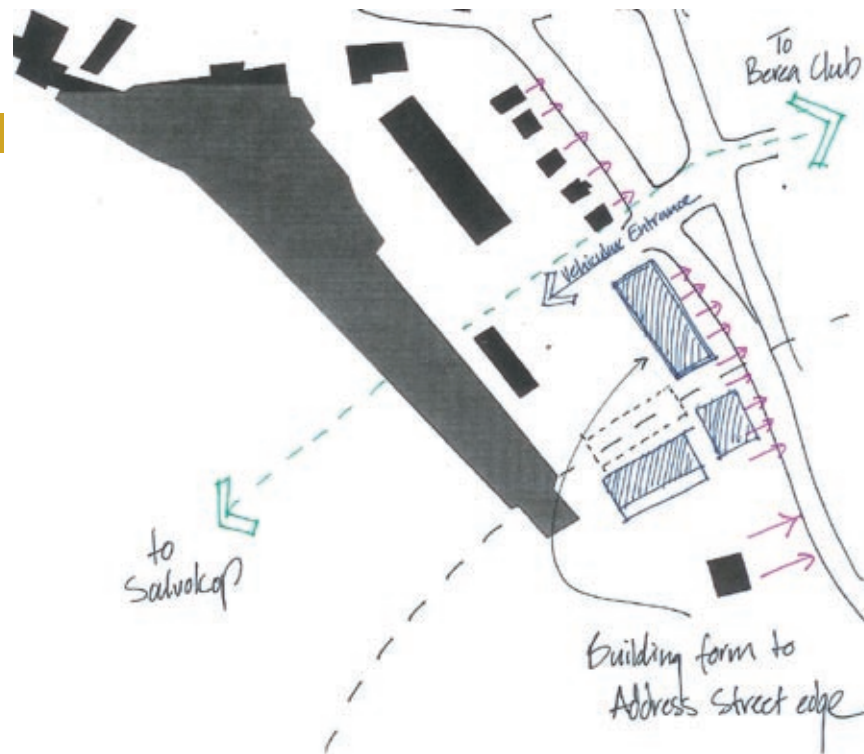 To
Berea Club
Vehicular Entrance
to
Salvokop
Building form to
Address Street edge